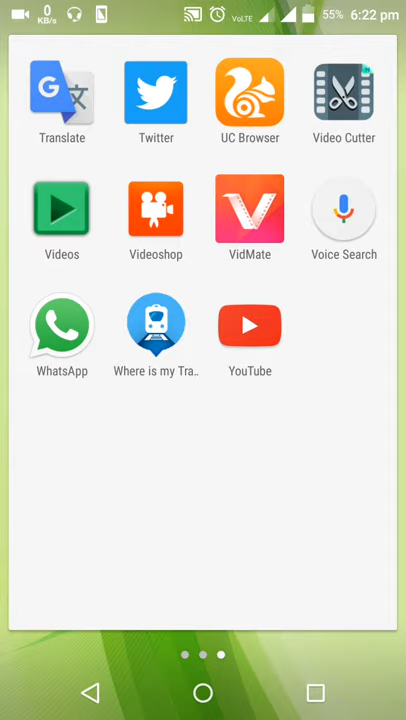 0
KB/s
VoLTE
55%
6:22 pm
G
文
Translate
Twitter
UC Browser
Video Cutter
Videos
Videoshop
VidMate
Voice Search
WhatsApp
Where is my Tra..
YouTube